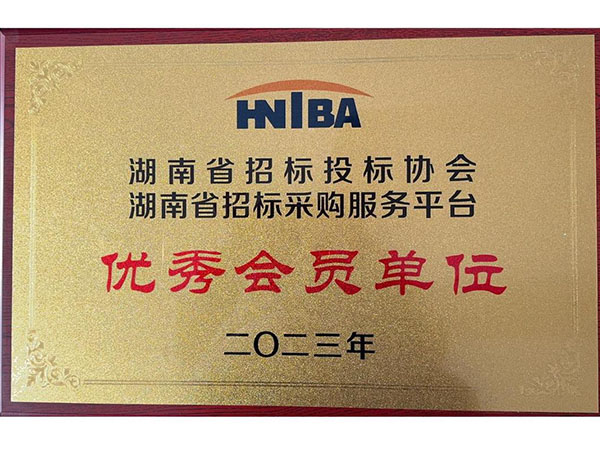 HNTBA
湖南省招标投标协会
湖南省招标采购服务平台
优秀会员单位
二〇二三年